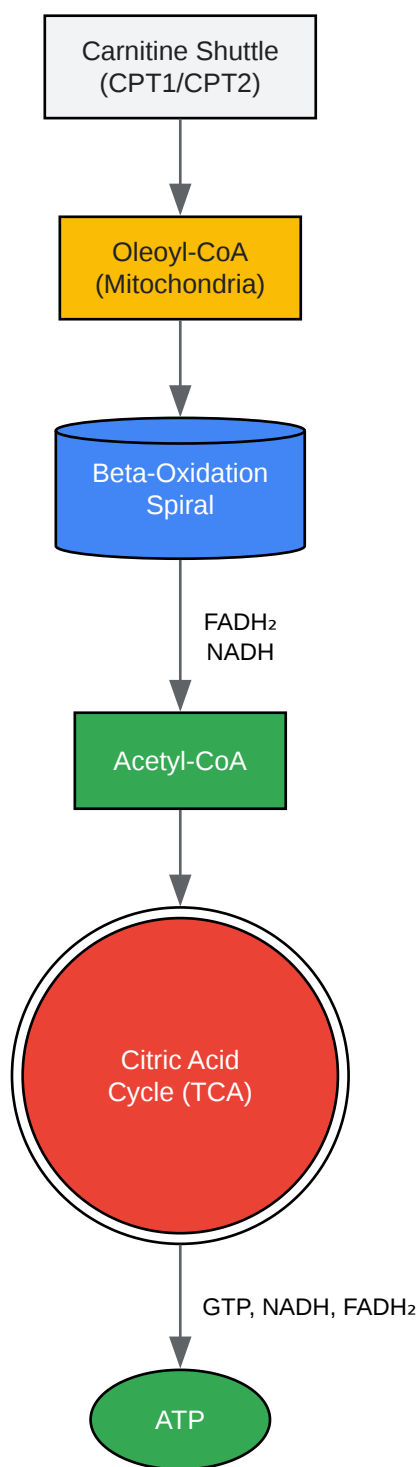 Carnitine Shuttle
(CPT1/CPT2)
Oleoyl-CoA
(Mitochondria)
Beta-Oxidation
Spiral
FADH₂
NADH
Acetyl-CoA
Citric Acid
Cycle (TCA)
GTP, NADH, FADH₂
ATP